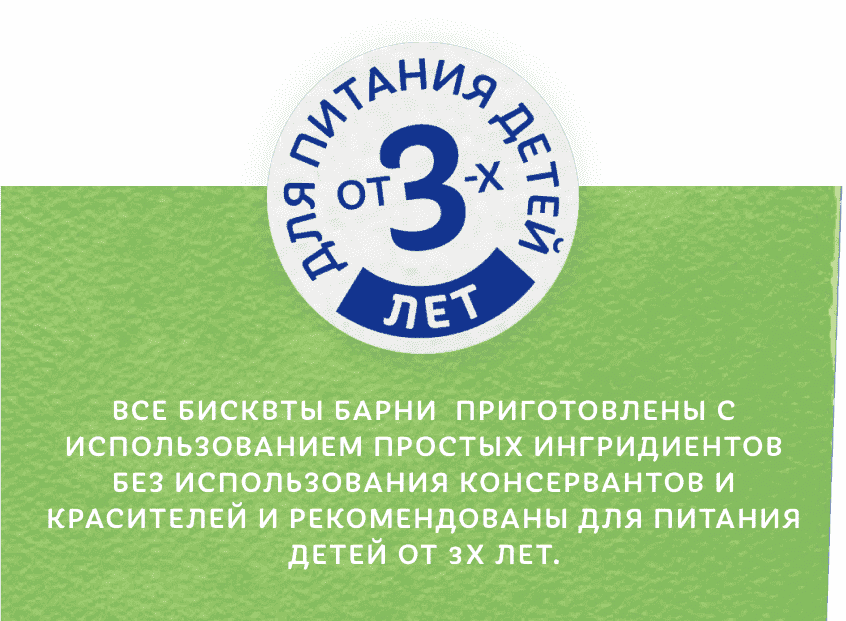 ДЛЯ ПИТАНИЯ ДЕТЕЙ
ОТ 3-Х
ЛЕТ
ВСЕ БИСКВТЫ БАРНИ ПРИГОТОВЛЕНЫ С
ИСПОЛЬЗОВАНИЕМ ПРОСТЫХ ИНГРИДИЕНТОВ
БЕЗ ИСПОЛЬЗОВАНИЯ КОНСЕРВАНТОВ И
КРАСИТЕЛЕЙ И РЕКОМЕНДОВАНЫ ДЛЯ ПИТАНИЯ
ДЕТЕЙ ОТ 3Х ЛЕТ.